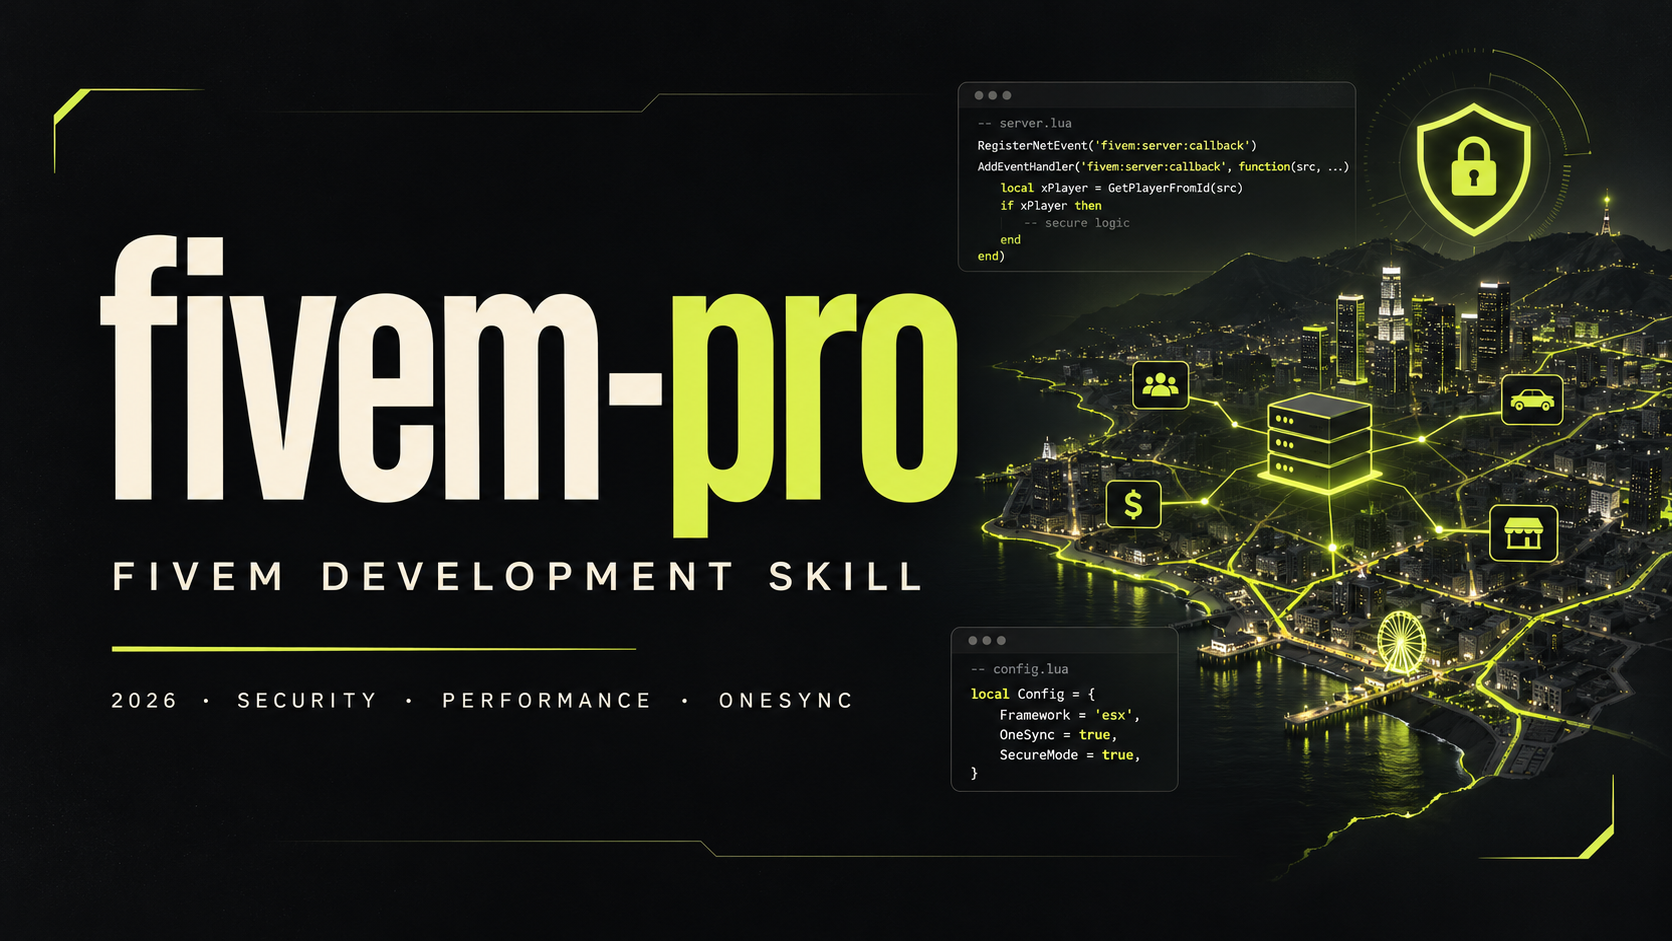 fivem-pro
FIVEM DEVELOPMENT SKILL
2026 • SECURITY • PERFORMANCE • ONESYNC
-- server.lua
RegisterNetEvent('fivem:server:callback')
AddEventHandler('fivem:server:callback', function(src, ...)
local xPlayer = GetPlayerFromId(src)
if xPlayer then
-- secure logic
end
end)
$
-- config.lua
local Config = {
Framework = 'esx',
OneSync = true,
SecureMode = true,
}